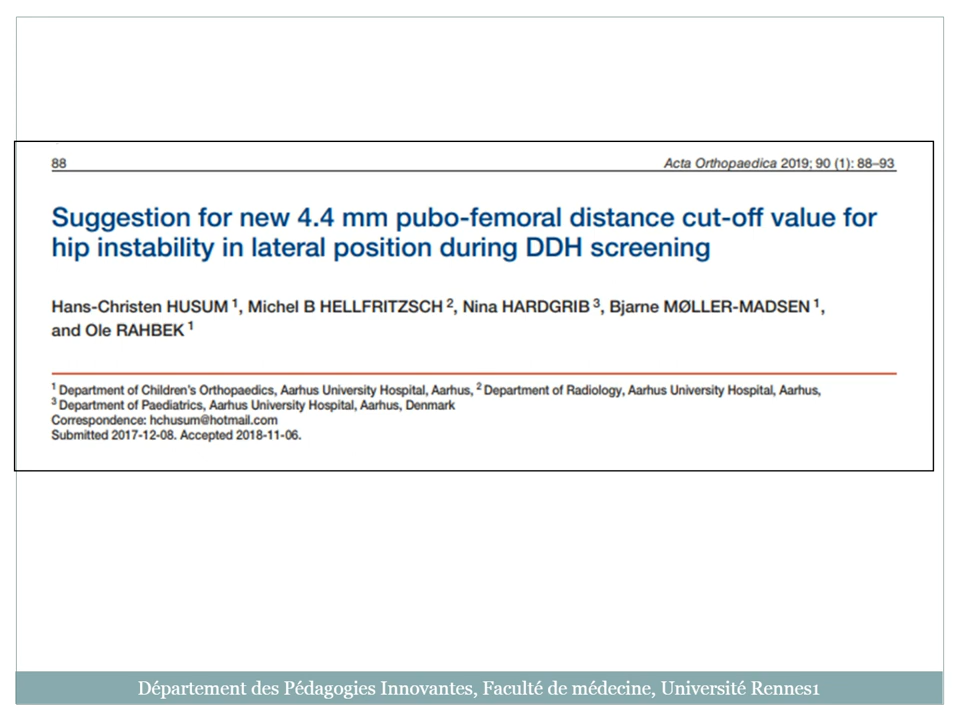 88 Acta Orthopaedica 2019; 90 (1): 88–93
Suggestion for new 4.4 mm pubo-femoral distance cut-off value for
hip instability in lateral position during DDH screening
Hans-Christen HUSUM 1, Michel B HELLFRITZSCH 2, Nina HARDGRIB 3, Bjarne MØLLER-MADSEN 1,
and Ole RAHBEK 1
1 Department of Children's Orthopaedics, Aarhus University Hospital, Aarhus, 2 Department of Radiology, Aarhus University Hospital, Aarhus,
3 Department of Paediatrics, Aarhus University Hospital, Aarhus, Denmark
Correspondence: hchusum@hotmail.com
Submitted 2017-12-08. Accepted 2018-11-06.
Département des Pédagogies Innovantes, Faculté de médecine, Université Rennes1